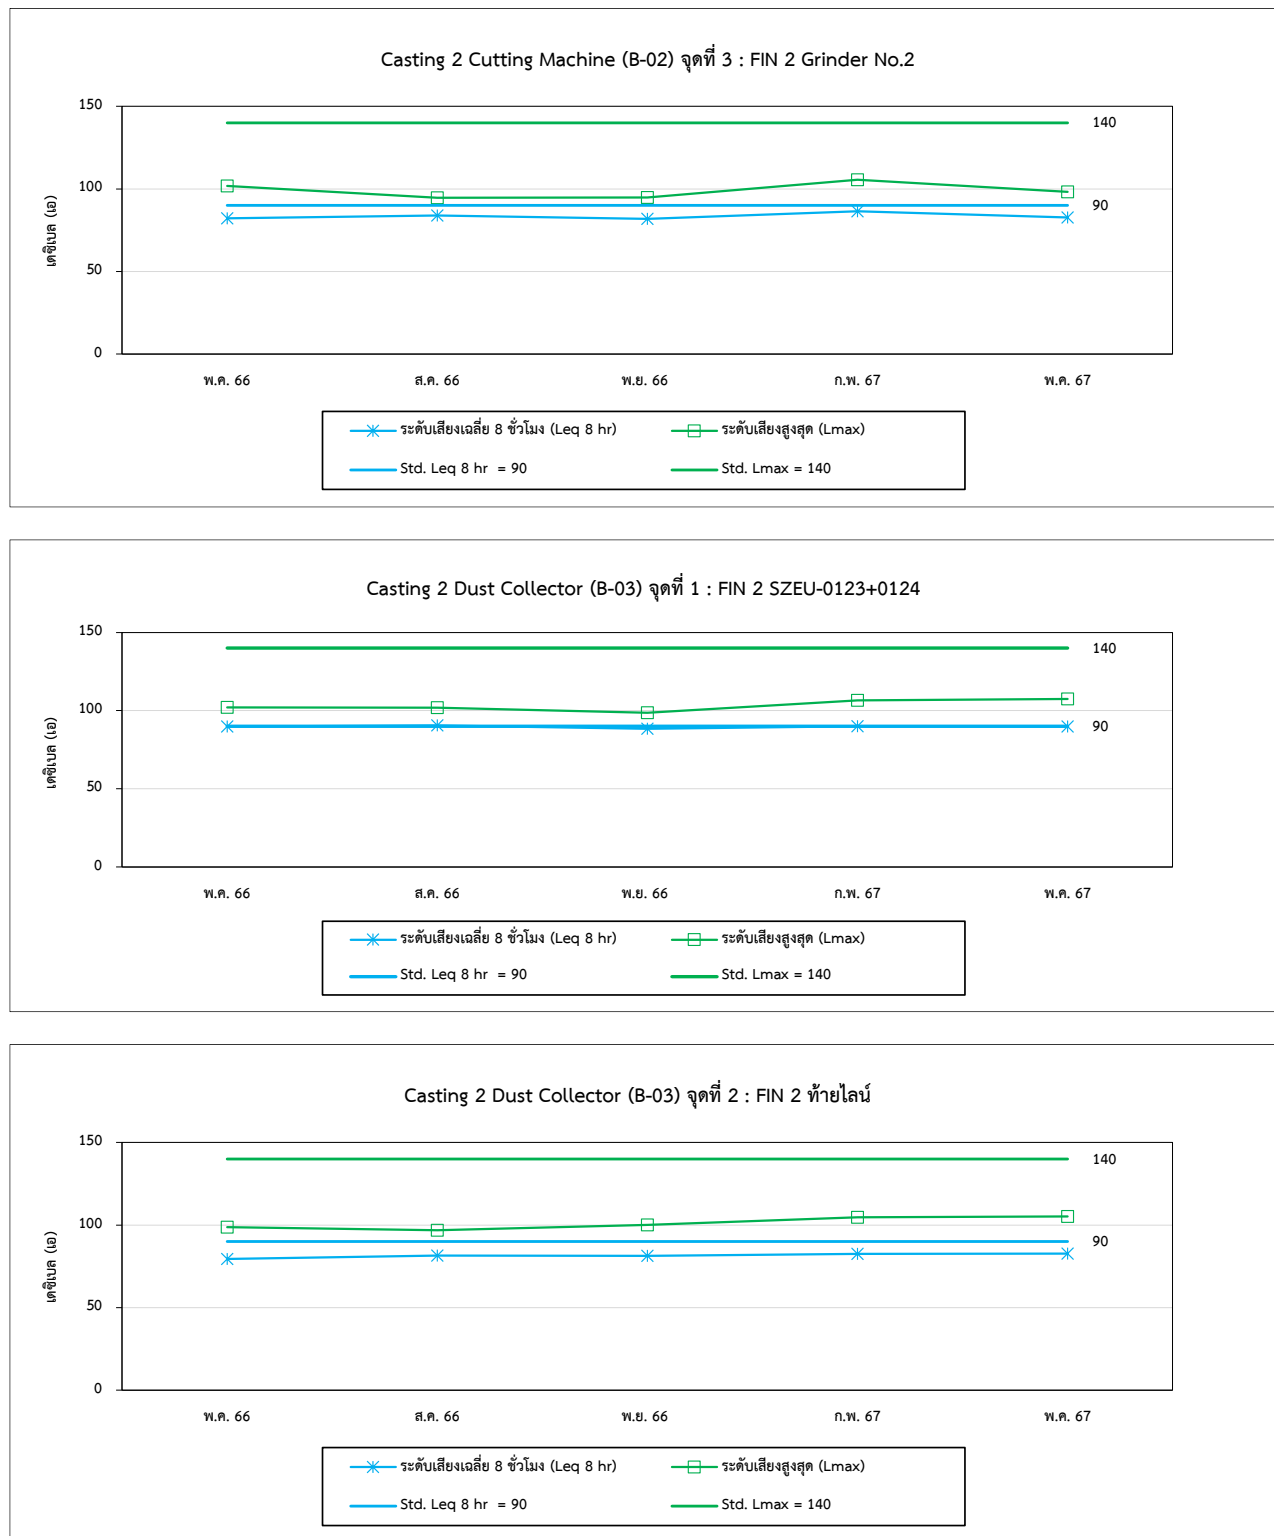 Casting 2 Cutting Machine (B-02) จุดที่ 3 : FIN 2 Grinder No.2
150
140
100
90
50
0
เดซิเบล (เอ)
พ.ค. 66 ส.ค. 66 พ.ย. 66 ก.พ. 67 พ.ค. 67
ระดับเสียงเฉลี่ย 8 ชั่วโมง (Leq 8 hr) ระดับเสียงสูงสุด (Lmax)
Std. Leq 8 hr = 90 Std. Lmax = 140
Casting 2 Dust Collector (B-03) จุดที่ 1 : FIN 2 SZEU-0123+0124
150
140
100
90
50
0
เดซิเบล (เอ)
พ.ค. 66 ส.ค. 66 พ.ย. 66 ก.พ. 67 พ.ค. 67
ระดับเสียงเฉลี่ย 8 ชั่วโมง (Leq 8 hr) ระดับเสียงสูงสุด (Lmax)
Std. Leq 8 hr = 90 Std. Lmax = 140
Casting 2 Dust Collector (B-03) จุดที่ 2 : FIN 2 ท้ายไลน์
150
140
100
90
50
0
เดซิเบล (เอ)
พ.ค. 66 ส.ค. 66 พ.ย. 66 ก.พ. 67 พ.ค. 67
ระดับเสียงเฉลี่ย 8 ชั่วโมง (Leq 8 hr) ระดับเสียงสูงสุด (Lmax)
Std. Leq 8 hr = 90 Std. Lmax = 140